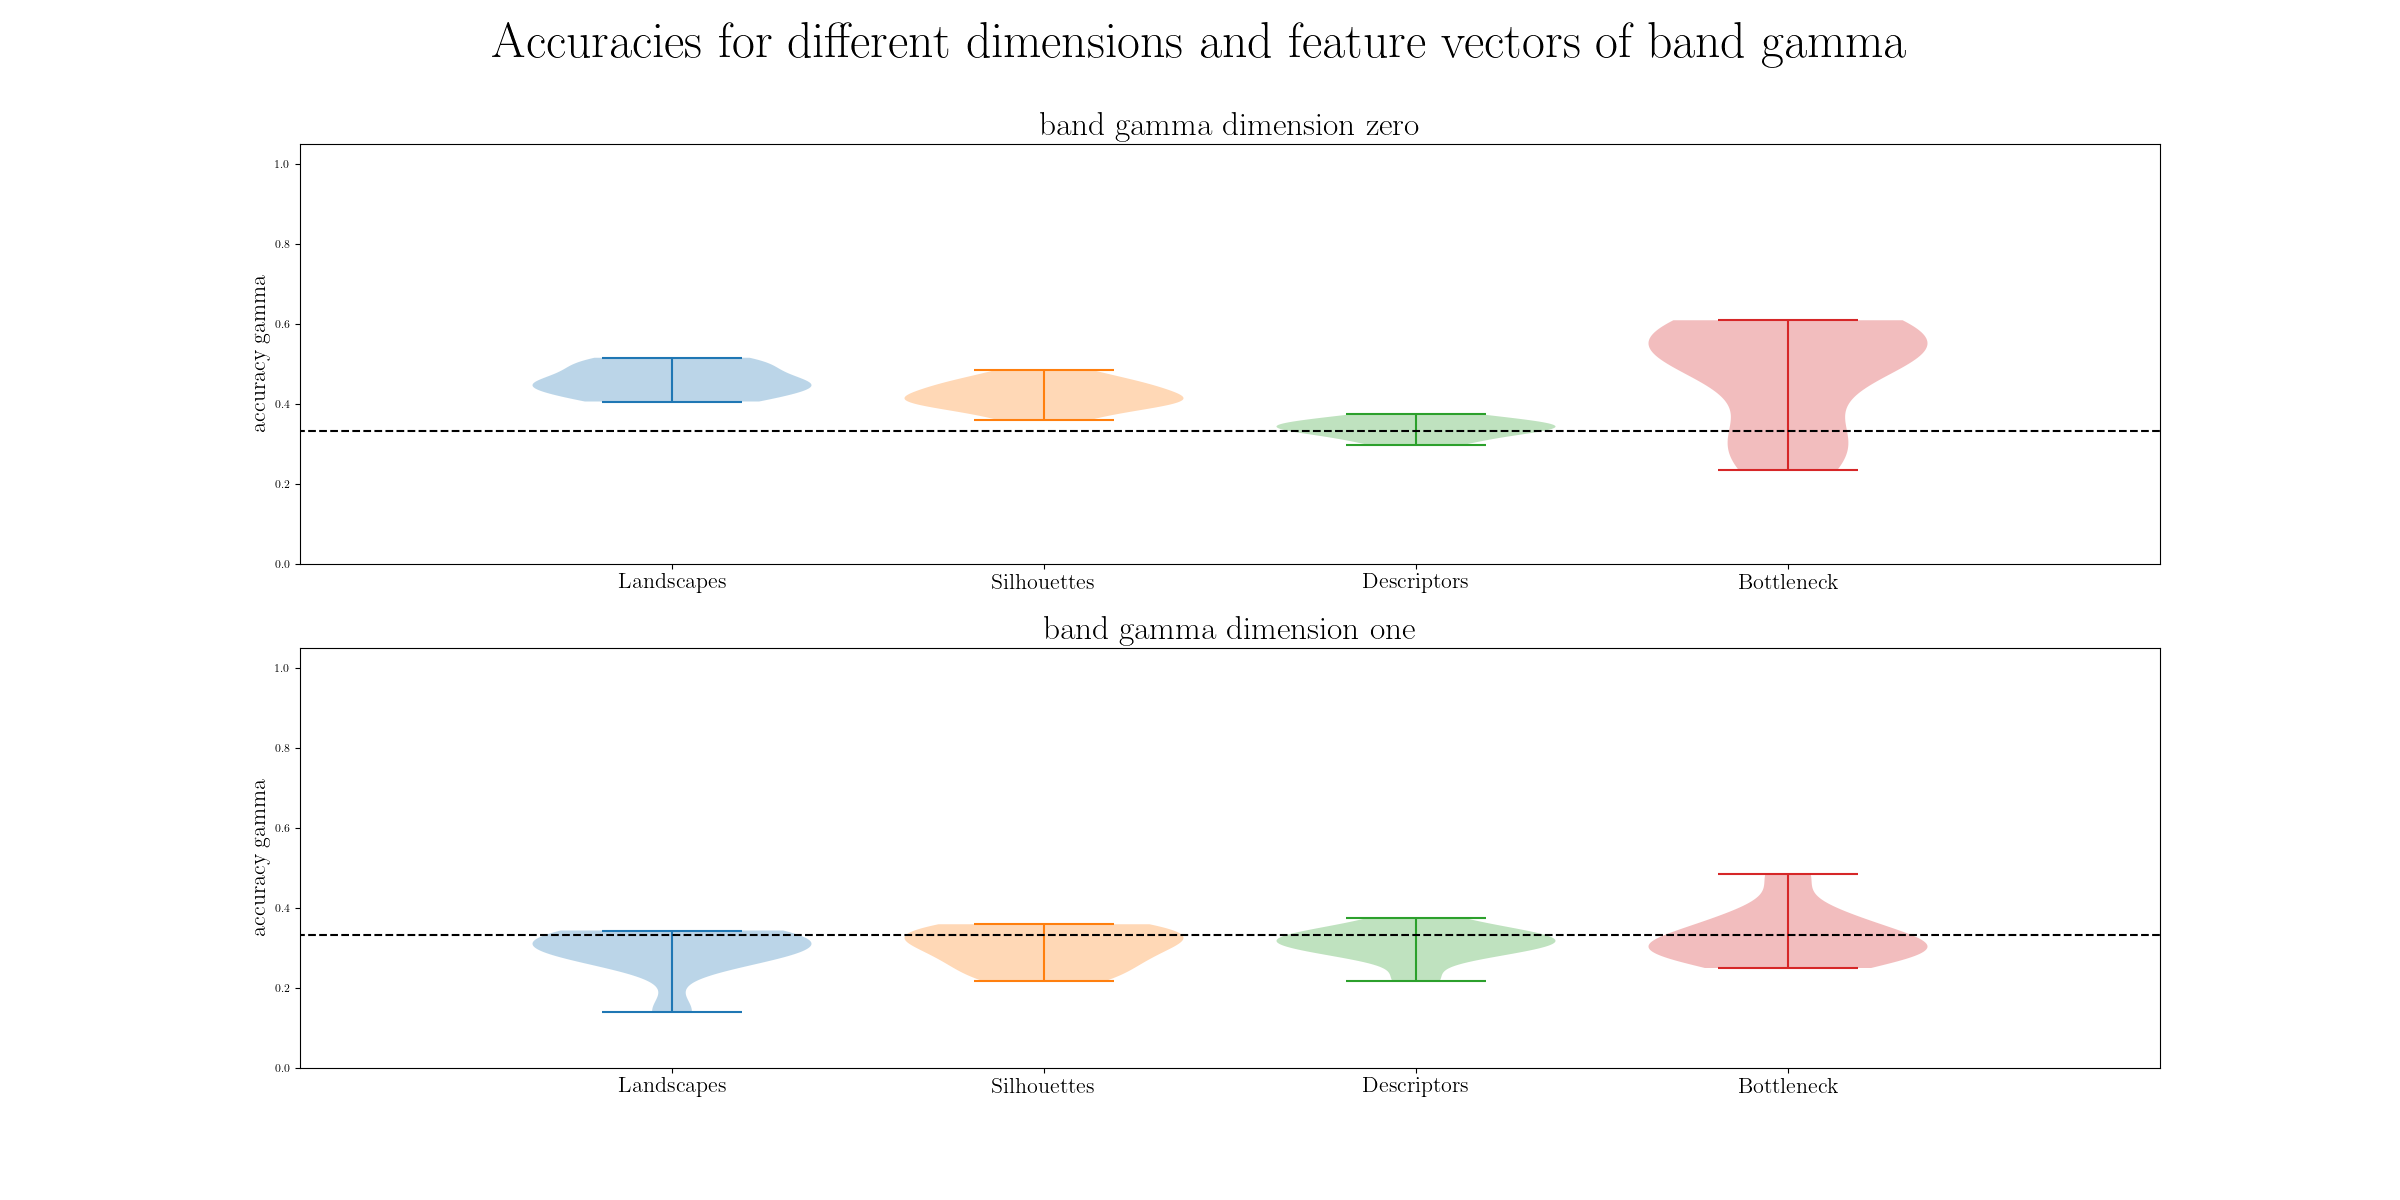 Accuracies for different dimensions and feature vectors of band gamma
band gamma dimension zero
1.0
0.8
0.6
0.4
0.2
0.0
accuracy gamma
Landscapes Silhouettes Descriptors Bottleneck
band gamma dimension one
1.0
0.8
0.6
0.4
0.2
0.0
accuracy gamma
Landscapes Silhouettes Descriptors Bottleneck